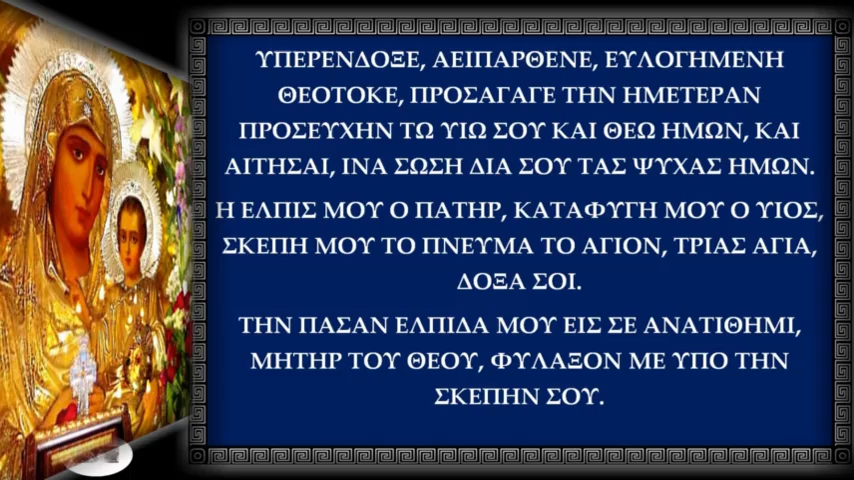 ΥΠΕΡΕΝΔΟΞΕ, ΑΕΙΠΑΡΘΕΝΕ, ΕΥΛΟΓΗΜΕΝΗ
ΘΕΟΤΟΚΕ, ΠΡΟΣΑΓΑΓΕ ΤΗΝ ΗΜΕΤΕΡΑΝ
ΠΡΟΣΕΥΧΗΝ ΤΩ ΥΙΩ ΣΟΥ ΚΑΙ ΘΕΩ ΗΜΩΝ, ΚΑΙ
ΑΙΤΗΣΑΙ, ΙΝΑ ΣΩΣΗ ΔΙΑ ΣΟΥ ΤΑΣ ΨΥΧΑΣ ΗΜΩΝ.
Η ΕΛΠΙΣ ΜΟΥ Ο ΠΑΤΗΡ, ΚΑΤΑΦΥΓΗ ΜΟΥ Ο ΥΙΟΣ,
ΣΚΕΠΗ ΜΟΥ ΤΟ ΠΝΕΥΜΑ ΤΟ ΑΓΙΟΝ, ΤΡΙΑΣ ΑΓΙΑ,
ΔΟΞΑ ΣΟΙ.
ΤΗΝ ΠΑΣΑΝ ΕΛΠΙΔΑ ΜΟΥ ΕΙΣ ΣΕ ΑΝΑΤΙΘΗΜΙ,
ΜΗΤΗΡ ΤΟΥ ΘΕΟΥ, ΦΥΛΑΞΟΝ ΜΕ ΥΠΟ ΤΗΝ
ΣΚΕΠΗΝ ΣΟΥ.